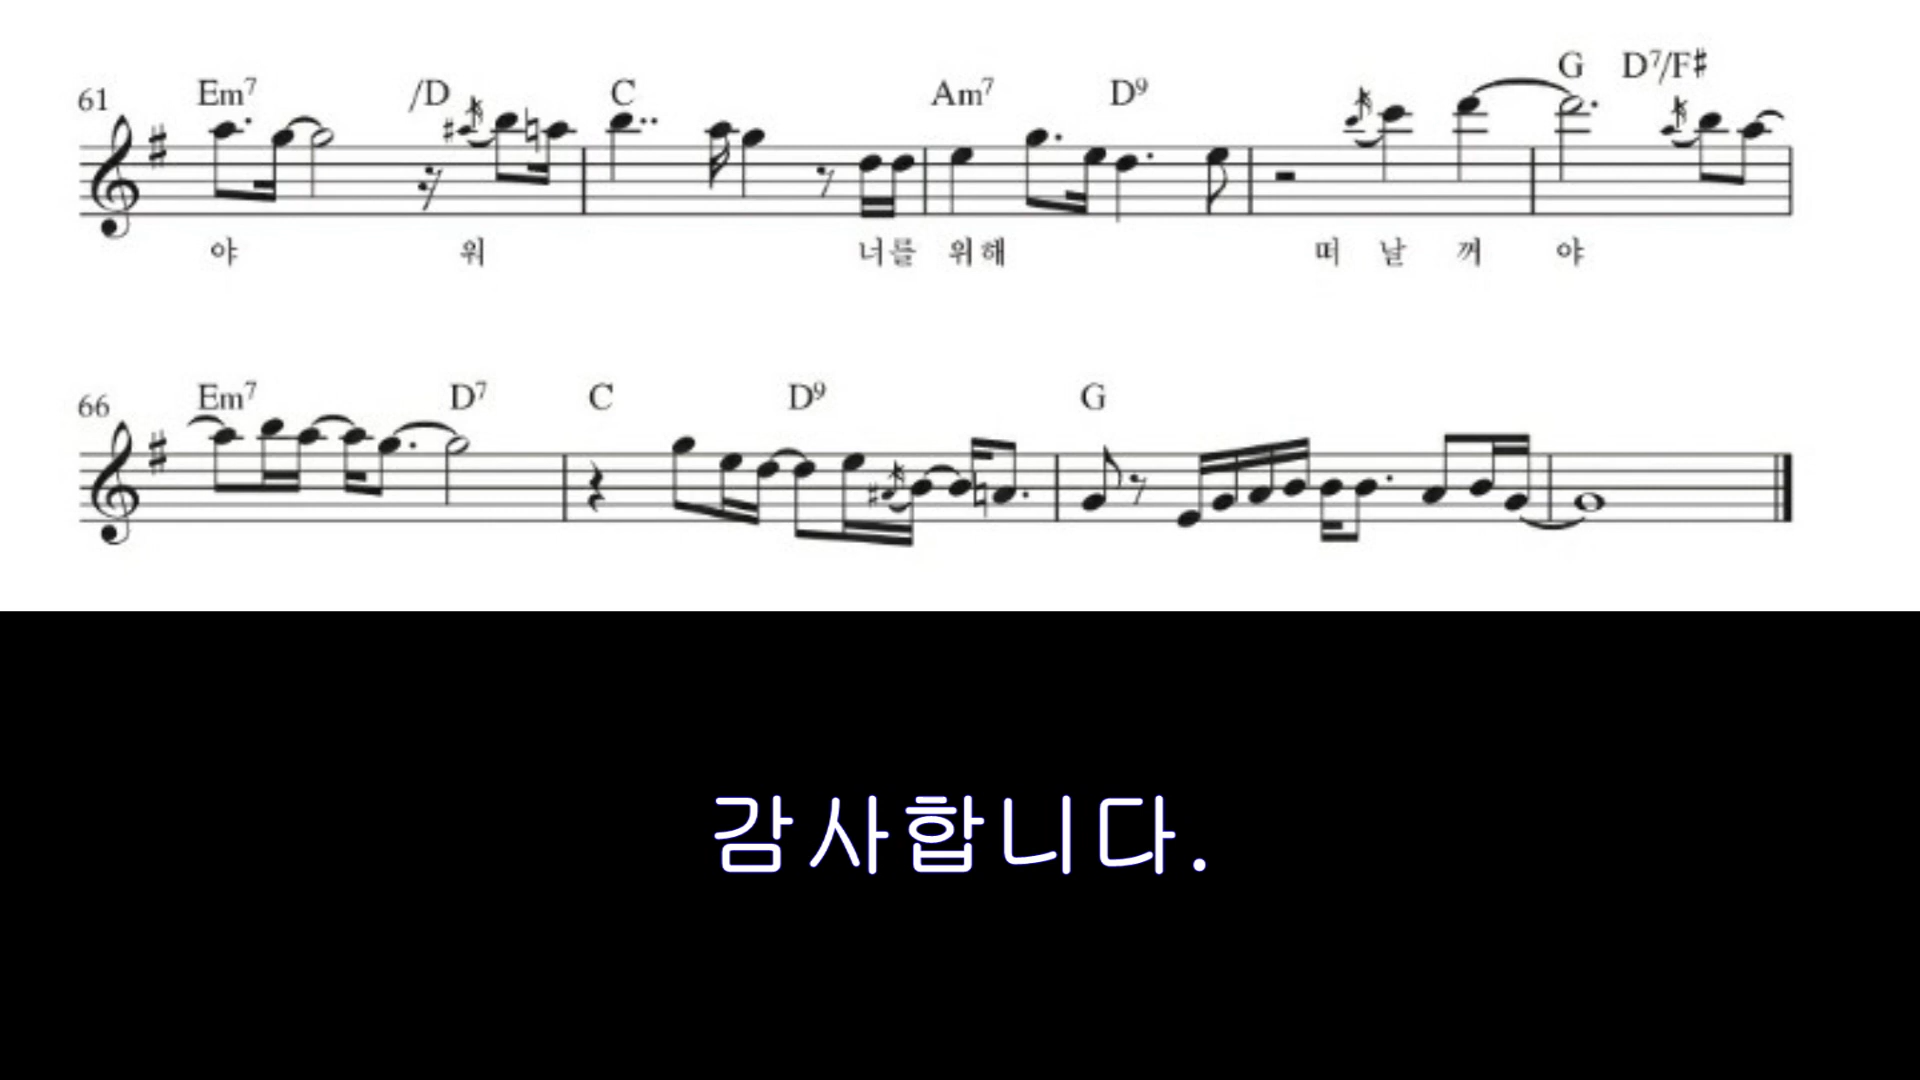 61 Em7 /D C Am7 D9 G D7/F♯
야 워 너를 위해 떠 날 께 야
66 Em7 D7 C D9 G
감사합니다.